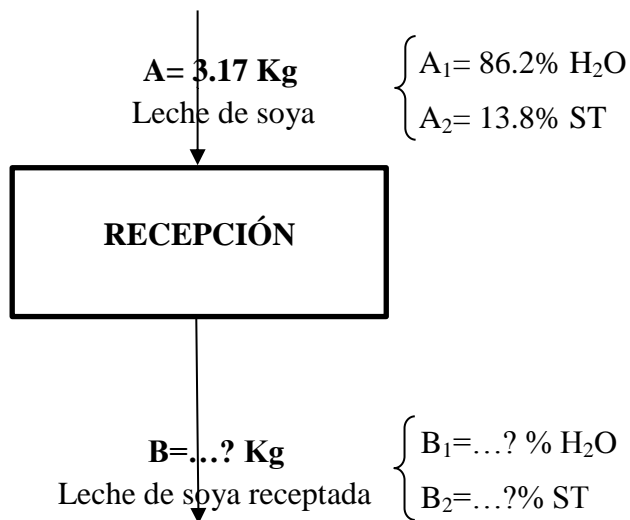 A= 3.17 Kg
Leche de soya
A₁= 86.2% H₂O
A₂= 13.8% ST
RECEPCIÓN
B=…? Kg
Leche de soya receptada
B₁=…? % H₂O
B₂=…?% ST